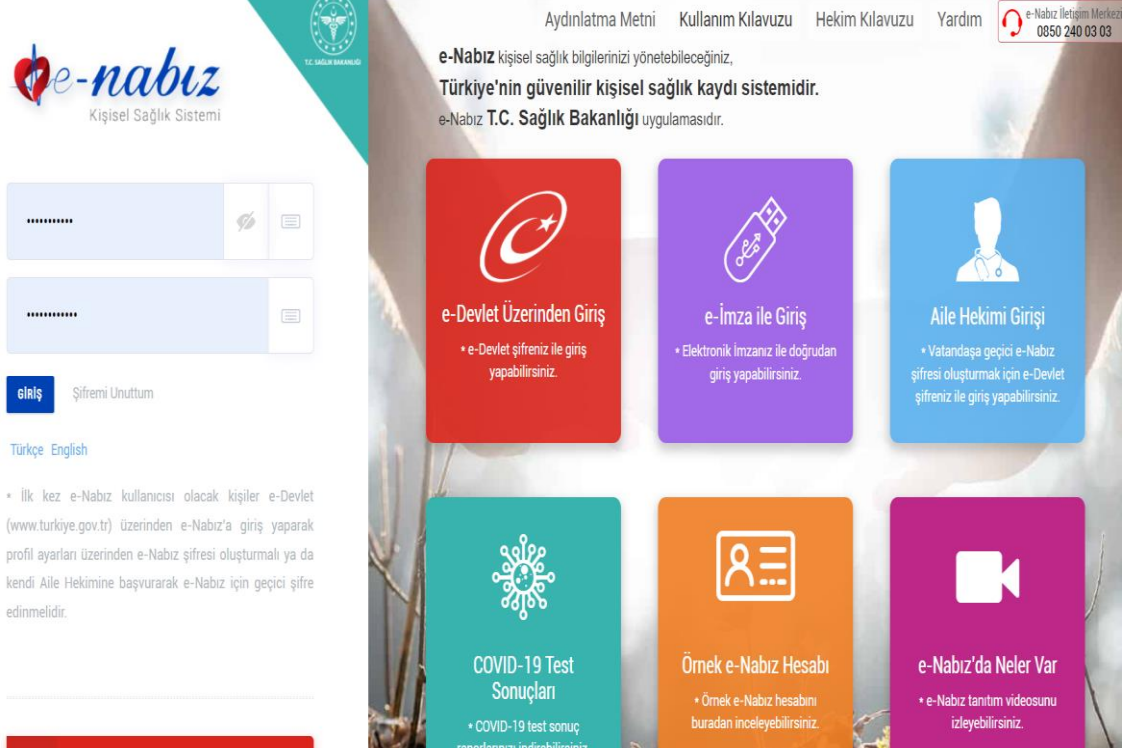 e-nabız
Kişisel Sağlık Sistemi
T.C. SAĞLIK BAKANLIĞI
GİRİŞ
Şifremi Unuttum
Türkçe English
* İlk kez e-Nabız kullanıcısı olacak kişiler e-Devlet
(www.turkiye.gov.tr) üzerinden e-Nabız'a giriş yaparak
profil ayarları üzerinden e-Nabız şifresi oluşturmalı ya da
kendi Aile Hekimine başvurarak e-Nabız için geçici şifre
edinmelidir.
Aydınlatma Metni Kullanım Kılavuzu Hekim Kılavuzu Yardım
e-Nabız İletişim Merkezi
0850 240 03 03
e-Nabız kişisel sağlık bilgilerinizi yönetebileceğiniz,
Türkiye'nin güvenilir kişisel sağlık kaydı sistemidir.
e-Nabız T.C. Sağlık Bakanlığı uygulamasıdır.
e-Devlet Üzerinden Giriş
* e-Devlet şifreniz ile giriş
yapabilirsiniz.
e-İmza ile Giriş
* Elektronik İmzanız ile doğrudan
giriş yapabilirsiniz.
Aile Hekimi Girişi
* Vatandaşa geçici e-Nabız
şifresi oluşturmak için e-Devlet
şifreniz ile giriş yapabilirsiniz.
COVID-19 Test
Sonuçları
* COVID-19 test sonuç
raporlarınızı indirebilirsiniz.
Örnek e-Nabız Hesabı
* Örnek e-Nabız hesabını
buradan inceleyebilirsiniz.
e-Nabız'da Neler Var
* e-Nabız tanıtım videosunu
izleyebilirsiniz.